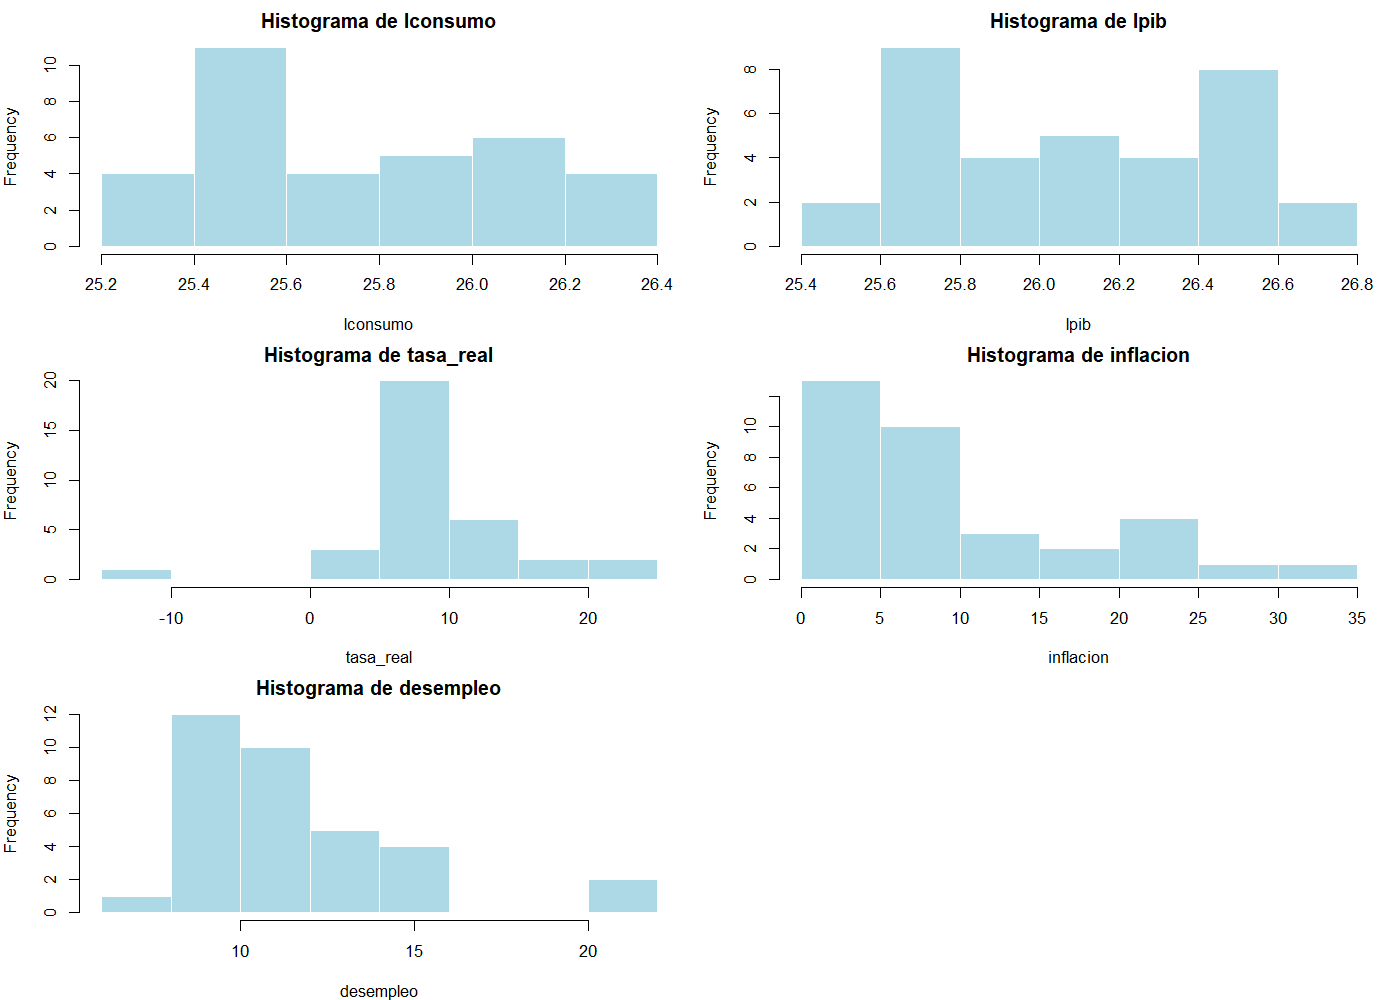 Histograma de lconsumo
Frequency
0 2 4 6 8 10
25.2 25.4 25.6 25.8 26.0 26.2 26.4
lconsumo
Histograma de lpib
Frequency
0 2 4 6 8
25.4 25.6 25.8 26.0 26.2 26.4 26.6 26.8
lpib
Histograma de tasa_real
Frequency
0 5 10 15 20
-10 0 10 20
tasa_real
Histograma de inflacion
Frequency
0 2 4 6 8 10
0 5 10 15 20 25 30 35
inflacion
Histograma de desempleo
Frequency
0 2 4 6 8 10 12
10 15 20
desempleo